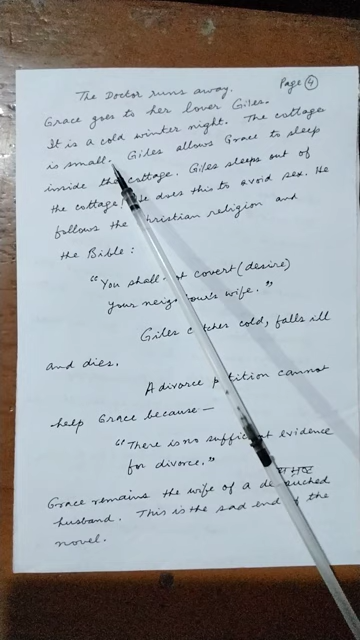 The Doctor runs away. Page 4
Grace goes to her lover Giles.
It is a cold winter night. The cottage
is small. Giles allows Grace to sleep
inside the cottage. Giles sleeps out of
the cottage. He does this to avoid sex. He
follows the christian religion and
the Bible:
"You shall not covert (desire)
your neighbour's wife."
Giles catches cold, falls ill
and dies.
A divorce petition cannot
help Grace because —
"There is no sufficient evidence
for divorce."
Grace remains the wife of a debauched
husband. This is the sad end of the
novel.